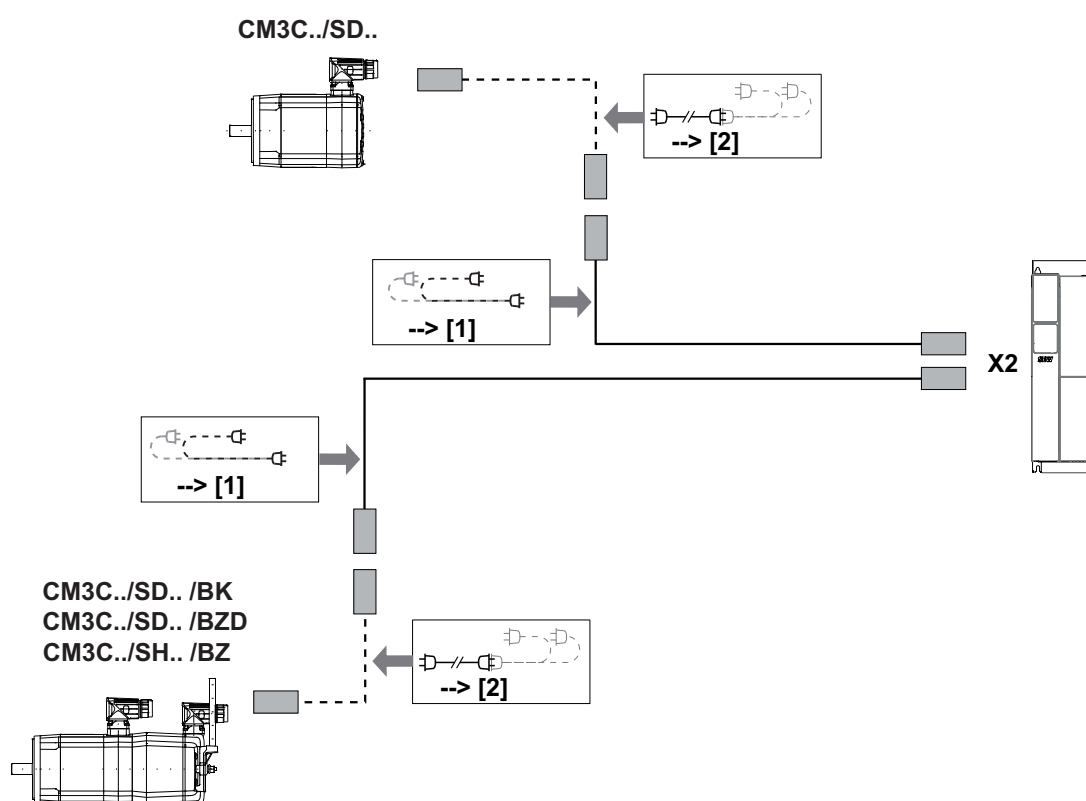 CM3C../SD..
--> [2]
--> [1]
X2
--> [1]
CM3C../SD.. /BK
CM3C../SD.. /BZD
CM3C../SH.. /BZ
--> [2]